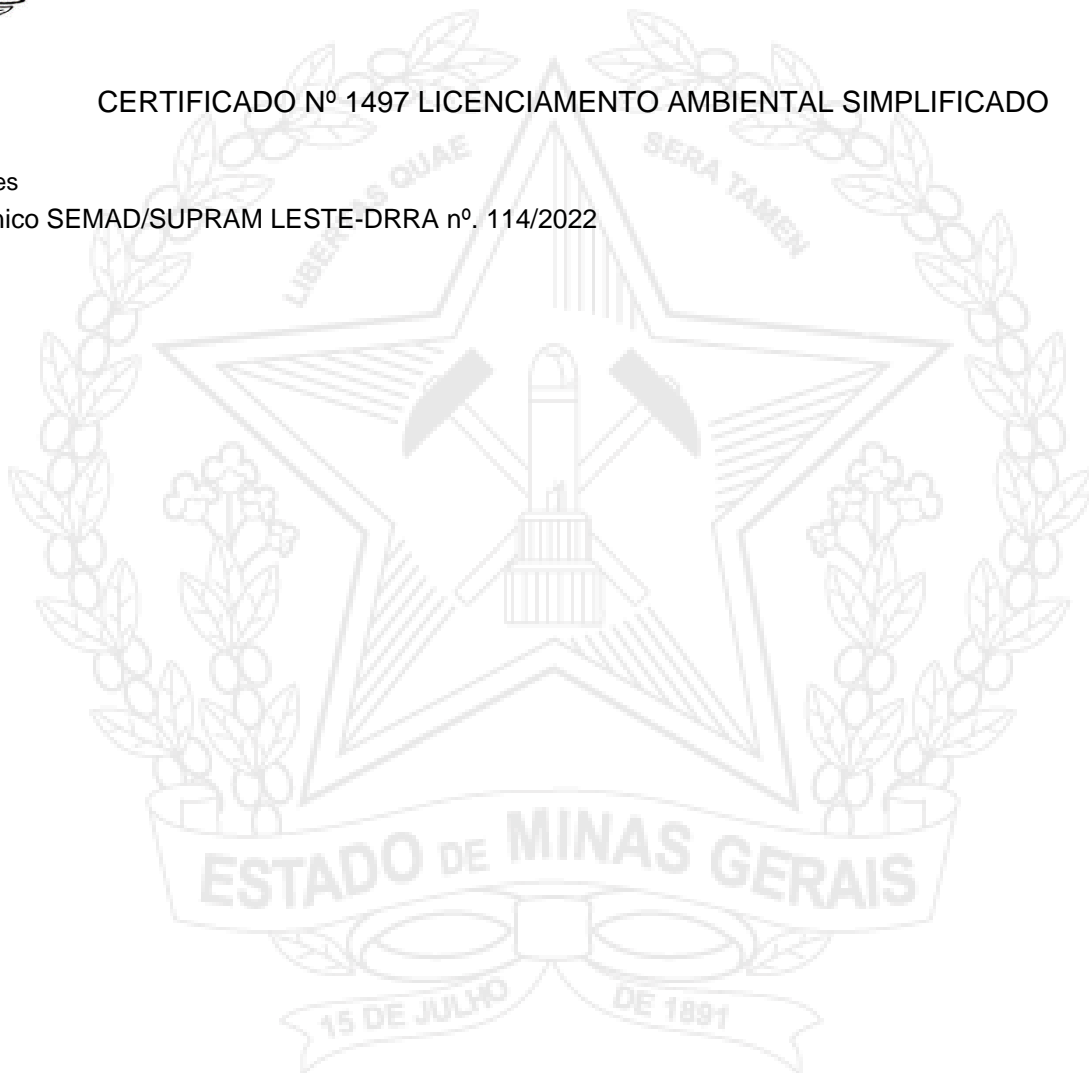 CERTIFICADO Nº 1497 LICENCIAMENTO AMBIENTAL SIMPLIFICADO
es
nico SEMAD/SUPRAM LESTE-DRRA nº. 114/2022
LIBERTAS QUAE SERA TAMEN
ESTADO DE MINAS GERAIS
15 DE JULHO DE 1891